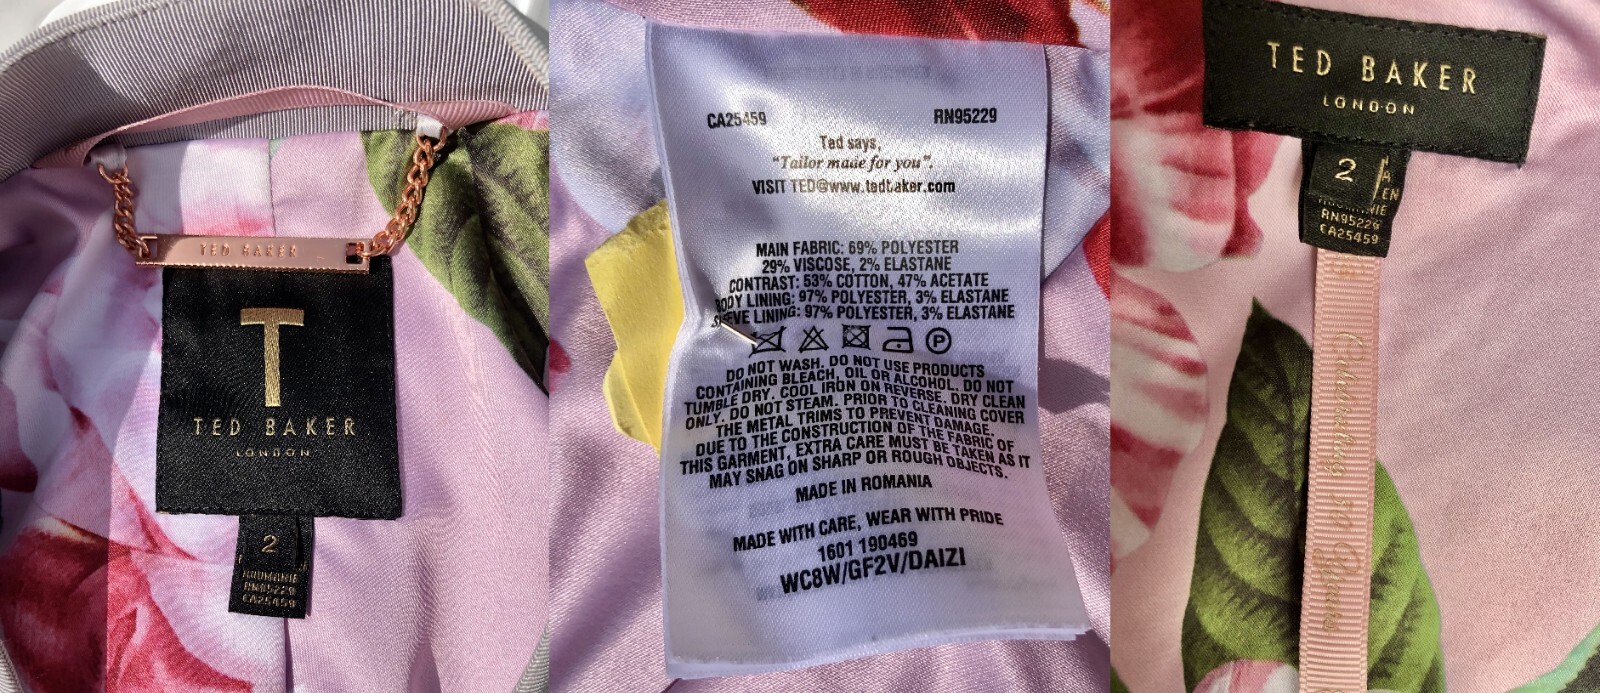 TED BAKER
T
TED BAKER
LONDON
2
ROUMANIE
RN95229
CA25459
CA25459 RN95229
Ted says,
“Tailor made for you”.
VISIT TED@www.tedbaker.com
MAIN FABRIC: 69% POLYESTER
29% VISCOSE, 2% ELASTANE
CONTRAST: 53% COTTON, 47% ACETATE
BODY LINING: 97% POLYESTER, 3% ELASTANE
SLEEVE LINING: 97% POLYESTER, 3% ELASTANE
P
DO NOT WASH. DO NOT USE PRODUCTS
CONTAINING BLEACH, OIL OR ALCOHOL. DO NOT
TUMBLE DRY. COOL IRON ON REVERSE. DRY CLEAN
ONLY. DO NOT STEAM. PRIOR TO CLEANING COVER
THE METAL TRIMS TO PREVENT DAMAGE.
DUE TO THE CONSTRUCTION OF THE FABRIC OF
THIS GARMENT, EXTRA CARE MUST BE TAKEN AS IT
MAY SNAG ON SHARP OR ROUGH OBJECTS.
MADE IN ROMANIA
MADE WITH CARE, WEAR WITH PRIDE
1601 190469
WC8W/GF2V/DAIZI
TED BAKER
LONDON
2
EN
RN95229
CA25459
Celebrating 30 Years